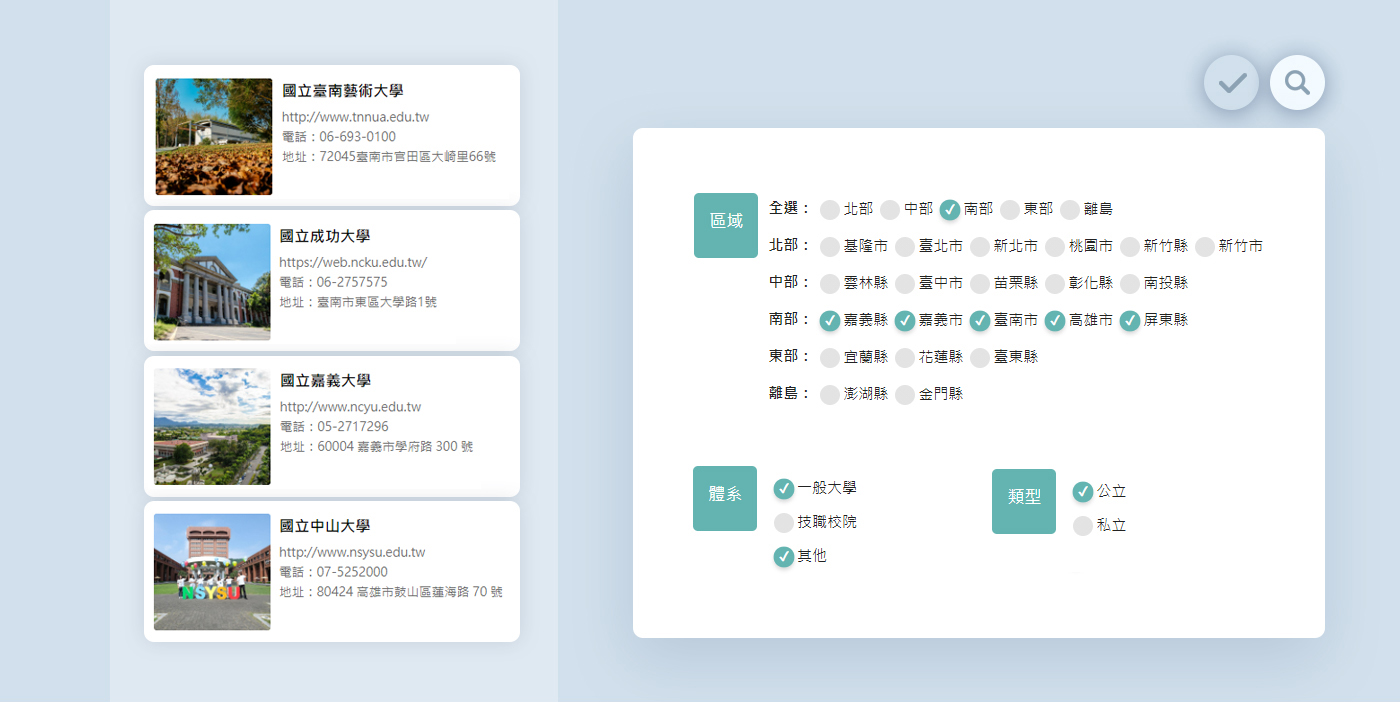 國立臺南藝術大學
http://www.tnnua.edu.tw
電話：06-693-0100
地址：72045臺南市官田區大崎里66號
國立成功大學
https://web.ncku.edu.tw/
電話：06-2757575
地址：臺南市東區大學路1號
國立嘉義大學
http://www.ncyu.edu.tw
電話：05-2717296
地址：60004 嘉義市學府路 300 號
國立中山大學
http://www.nsysu.edu.tw
電話：07-5252000
地址：80424 高雄市鼓山區蓮海路 70 號
NSYSU
區域
全選： 北部 中部 南部 東部 離島
北部： 基隆市 臺北市 新北市 桃園市 新竹縣 新竹市
中部： 雲林縣 臺中市 苗栗縣 彰化縣 南投縣
南部： 嘉義縣 嘉義市 臺南市 高雄市 屏東縣
東部： 宜蘭縣 花蓮縣 臺東縣
離島： 澎湖縣 金門縣
體系
一般大學
技職校院
其他
類型
公立
私立